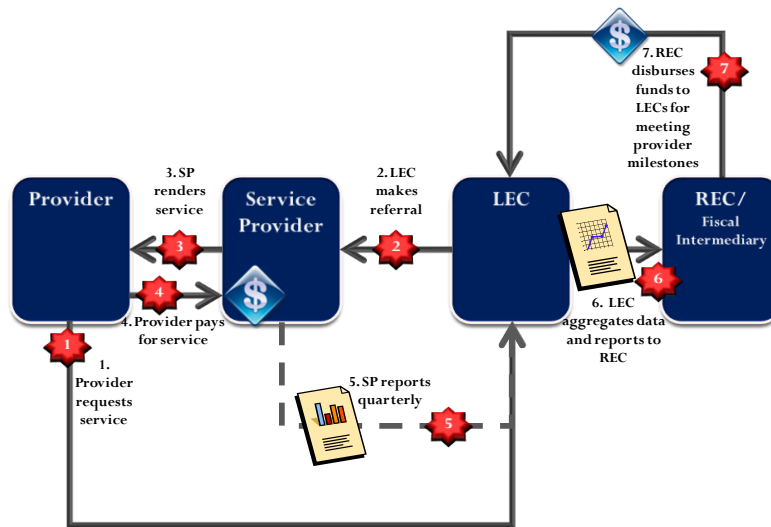 $
7. REC
disburses
funds to
LECs for
meeting
provider
milestones
7
Provider
3. SP
renders
service
Service
Provider
2. LEC
makes
referral
LEC
REC/
Fiscal
Intermediary
3
2
4
$
6
4. Provider pays
for service
6. LEC
aggregates data
and reports to
REC
1
1.
Provider
requests
service
5. SP reports
quarterly
5